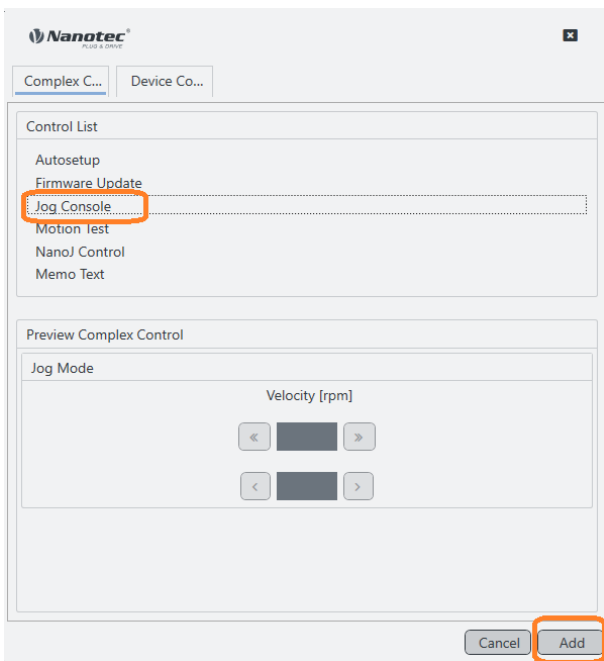 Nanotec®
PLUG & DRIVE
Complex C... Device Co...
Control List
Autosetup
Firmware Update
Jog Console
Motion Test
NanoJ Control
Memo Text
Preview Complex Control
Jog Mode
Velocity [rpm]
« »
< >
Cancel Add